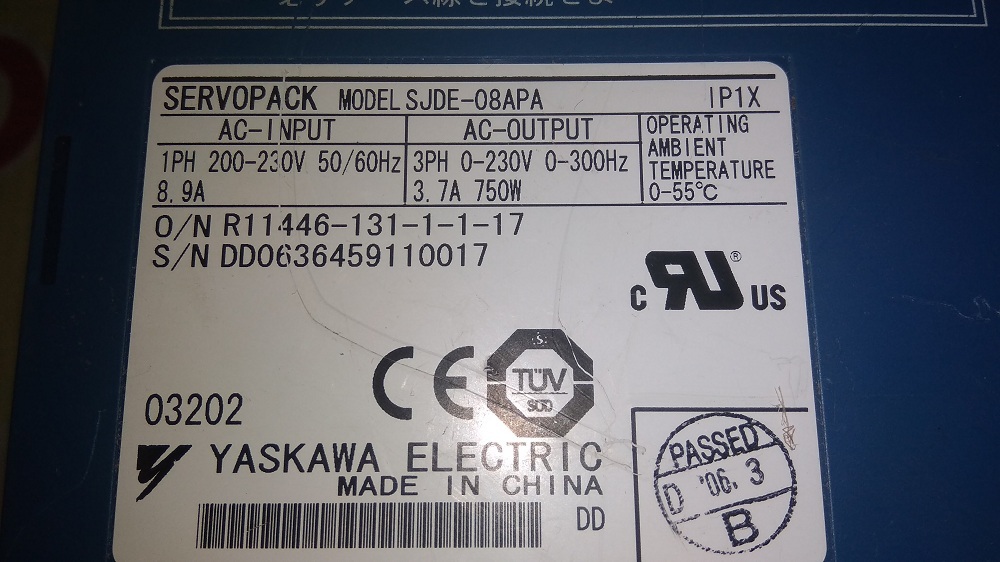 SERVOPACK MODEL SJDE-08APA IP1X
AC-INPUT
1PH 200-230V 50/60Hz
8.9A
AC-OUTPUT
3PH 0-230V 0-300Hz
3.7A 750W
OPERATING
AMBIENT
TEMPERATURE
0-55℃
O/N R11446-131-1-1-17
S/N DD0636459110017
C RU® US
CE
TÜV
SÜD
03202
YASKAWA ELECTRIC
MADE IN CHINA
DD
PASSED
D '06.3
B